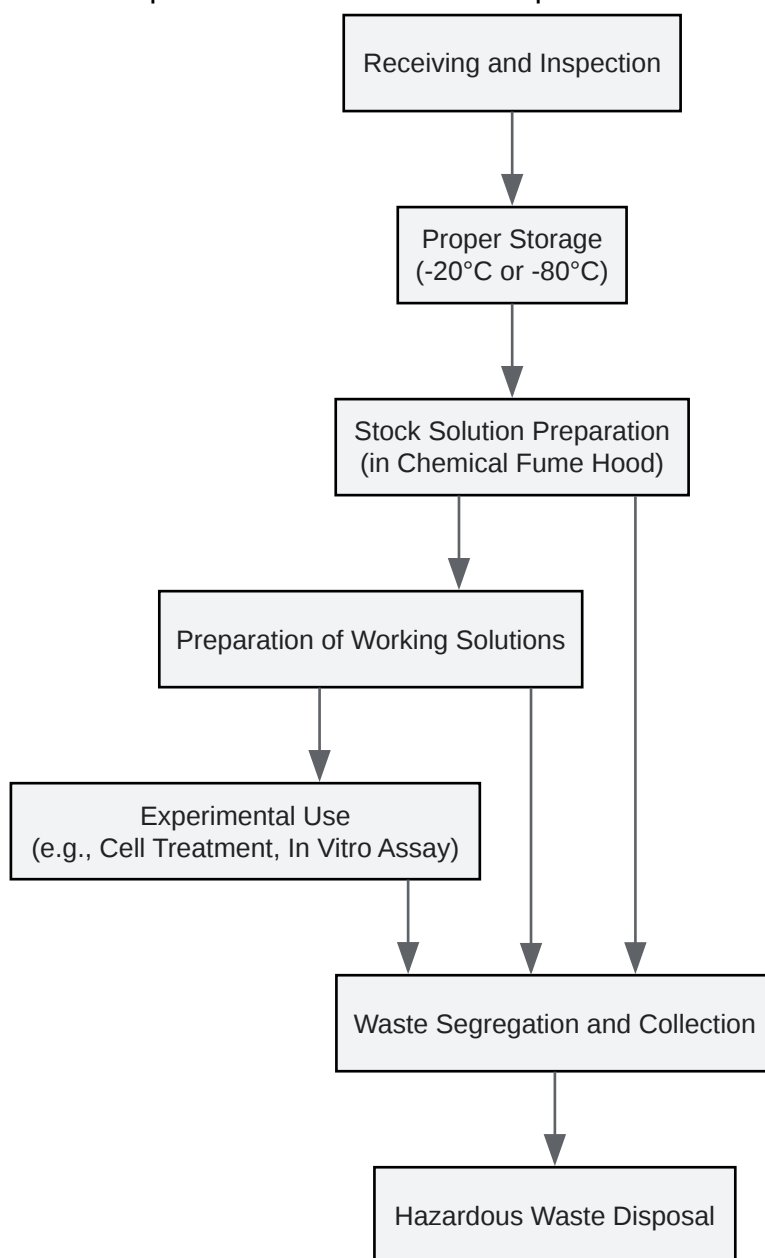 Receiving and Inspection
Proper Storage
(-20°C or -80°C)
Stock Solution Preparation
(in Chemical Fume Hood)
Preparation of Working Solutions
Experimental Use
(e.g., Cell Treatment, In Vitro Assay)
Waste Segregation and Collection
Hazardous Waste Disposal